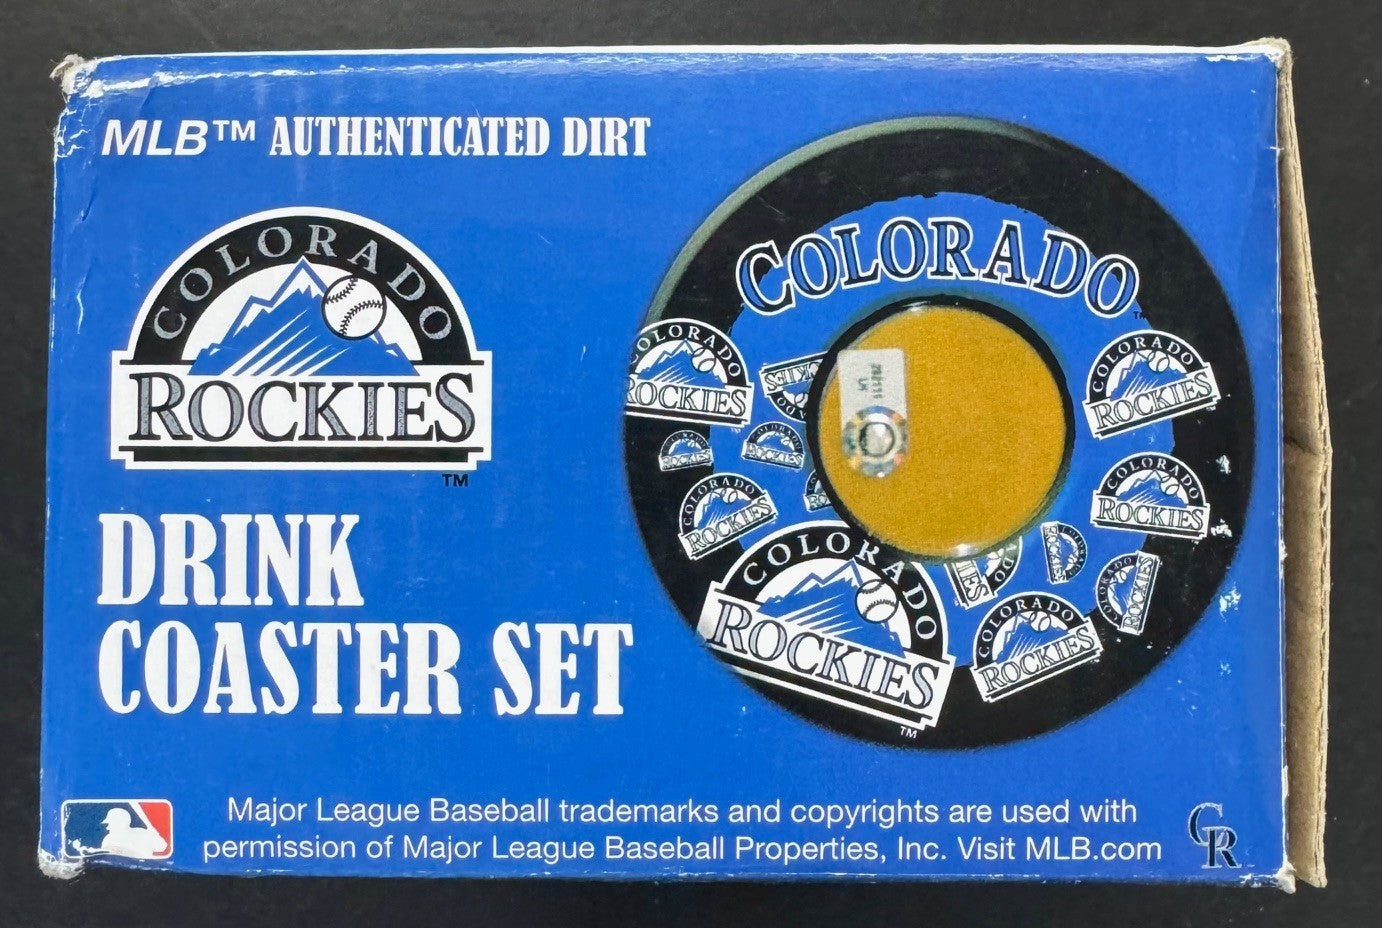 MLB™ AUTHENTICATED DIRT
COLORADO
ROCKIES
TM
DRINK
COASTER SET
COLORADO
COLORADO
ROCKIES
COLORADO
ROCKIES
COLORADO
ROCKIES
COLORADO
ROCKIES
COLORADO
ROCKIES
COLORADO
ROCKIES
TM
COLORADO
ROCKIES
Major League Baseball trademarks and copyrights are used with
permission of Major League Baseball Properties, Inc. Visit MLB.com
CR